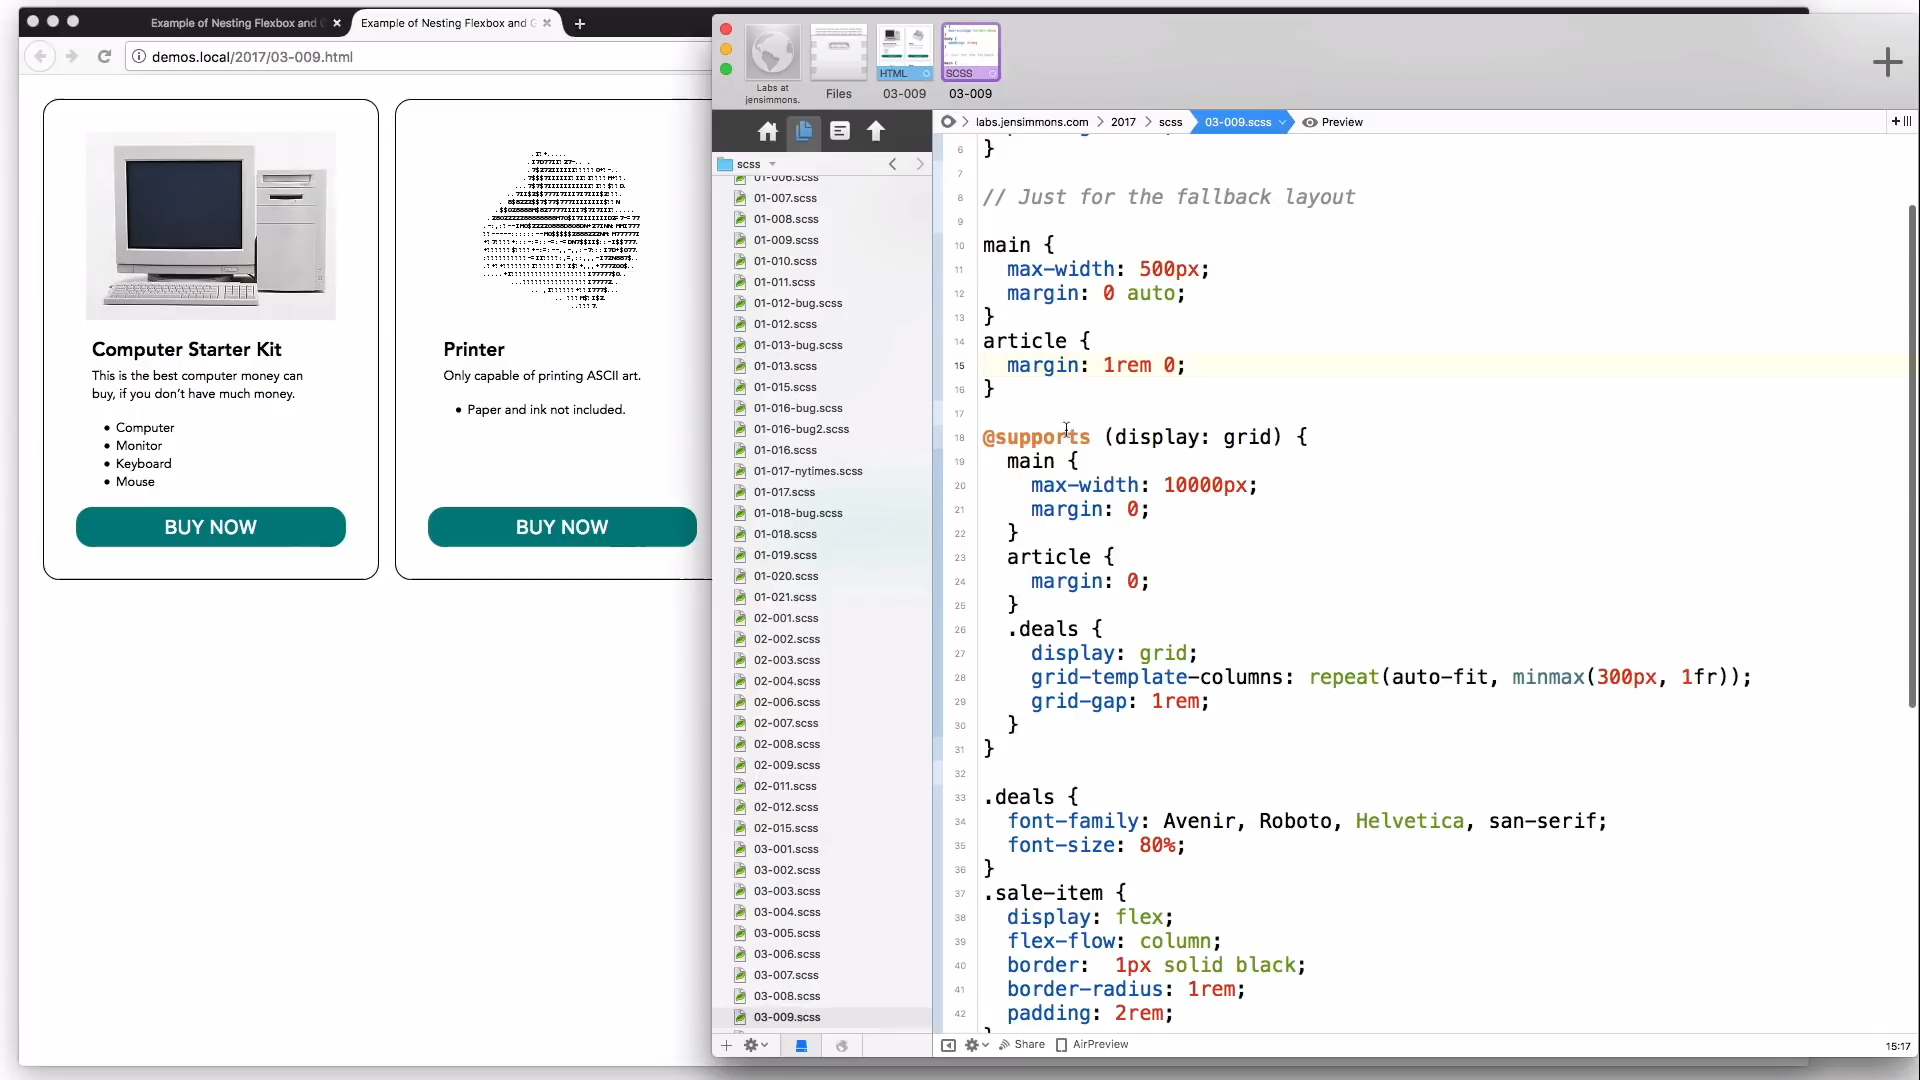 Example of Nesting Flexbox and
Example of Nesting Flexbox and G
demos.local/2017/03-009.html
Computer Starter Kit
This is the best computer money can
buy, if you don't have much money.
• Computer
• Monitor
• Keyboard
• Mouse
BUY NOW
Printer
Only capable of printing ASCII art.
• Paper and ink not included.
BUY NOW
Labs at
jensimmons.
Files
HTML
03-009
SCSS
03-009
scss
01-006.scss
01-007.scss
01-008.scss
01-009.scss
01-010.scss
01-011.scss
01-012-bug.scss
01-012.scss
01-013-bug.scss
01-013.scss
01-015.scss
01-016-bug.scss
01-016-bug2.scss
01-016.scss
01-017-nytimes.scss
01-017.scss
01-018-bug.scss
01-018.scss
01-019.scss
01-020.scss
01-021.scss
02-001.scss
02-002.scss
02-003.scss
02-004.scss
02-006.scss
02-007.scss
02-008.scss
02-009.scss
02-011.scss
02-012.scss
02-015.scss
03-001.scss
03-002.scss
03-003.scss
03-004.scss
03-005.scss
03-006.scss
03-007.scss
03-008.scss
03-009.scss
labs.jensimmons.com > 2017 > scss 03-009.scss Preview
6 }
7
8 // Just for the fallback layout
9
10 main {
11 max-width: 500px;
12 margin: 0 auto;
13 }
14 article {
15 margin: 1rem 0;
16 }
17
18 @supports (display: grid) {
19 main {
20 max-width: 10000px;
21 margin: 0;
22 }
23 article {
24 margin: 0;
25 }
26 .deals {
27 display: grid;
28 grid-template-columns: repeat(auto-fit, minmax(300px, 1fr));
29 grid-gap: 1rem;
30 }
31 }
32
33 .deals {
34 font-family: Avenir, Roboto, Helvetica, san-serif;
35 font-size: 80%;
36 }
37 .sale-item {
38 display: flex;
39 flex-flow: column;
40 border: 1px solid black;
41 border-radius: 1rem;
42 padding: 2rem;
Share AirPreview
15:17